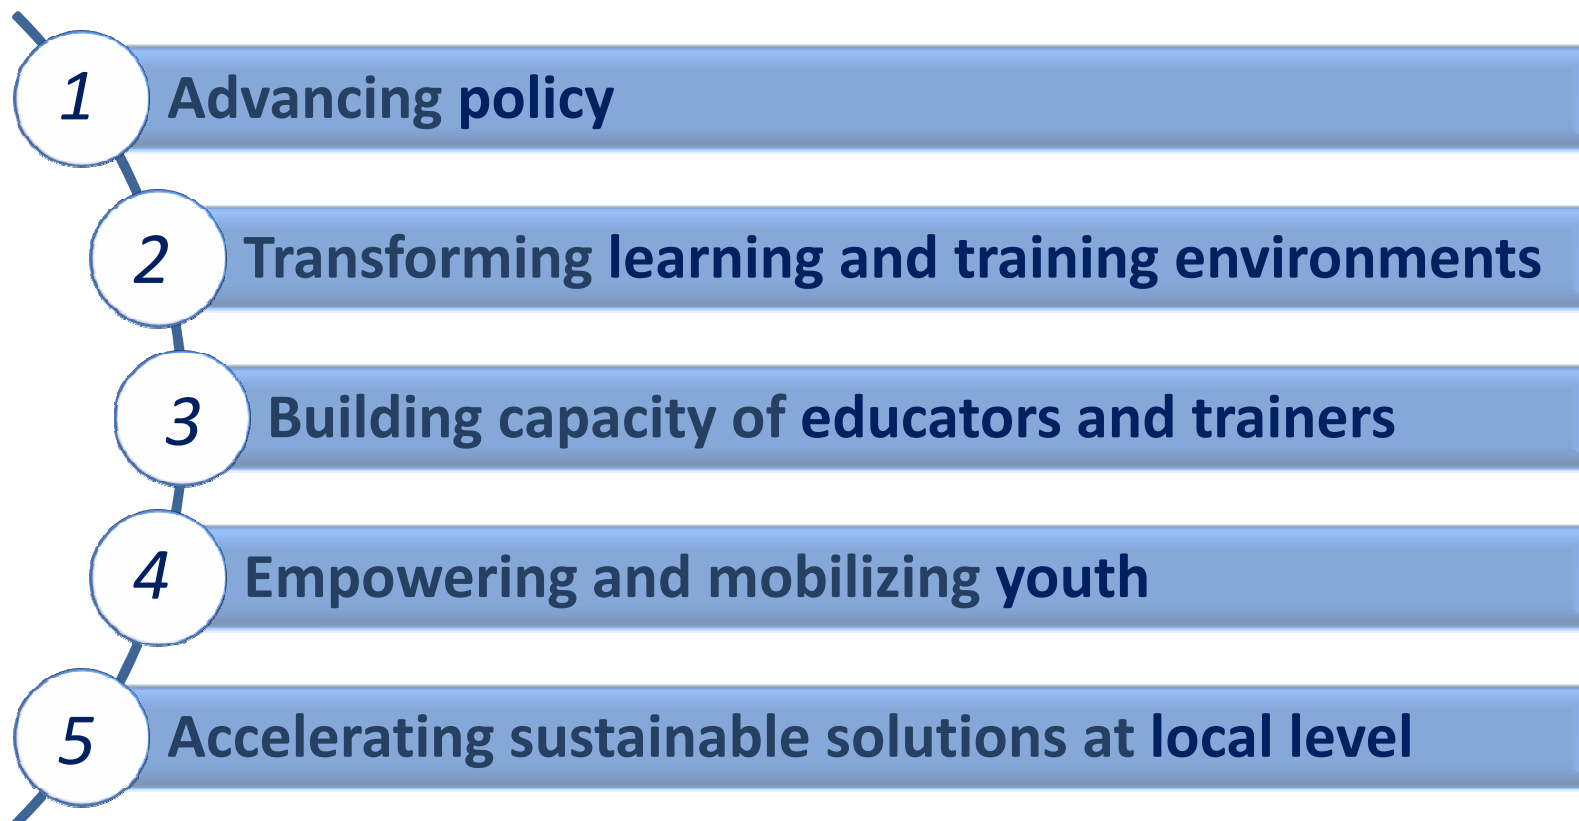 1 Advancing policy
2 Transforming learning and training environments
3 Building capacity of educators and trainers
4 Empowering and mobilizing youth
5 Accelerating sustainable solutions at local level